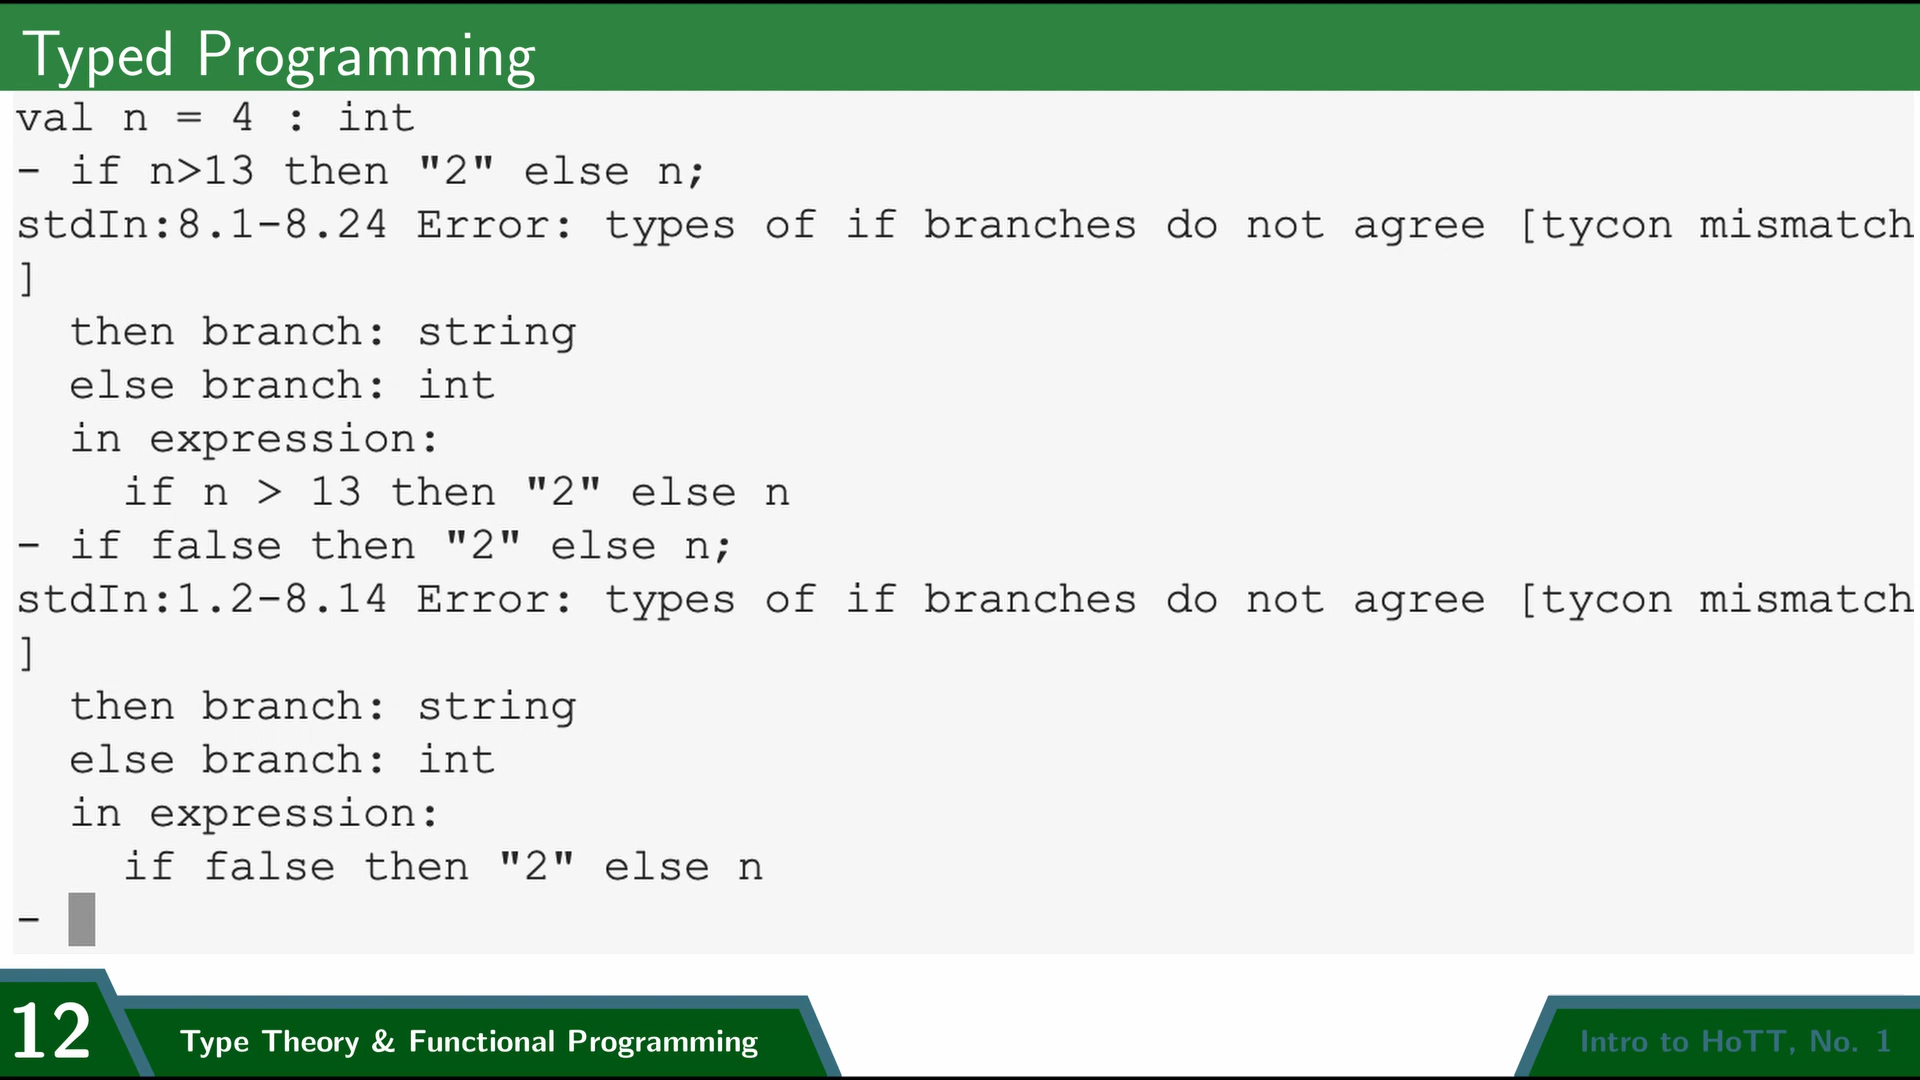 Typed Programming
val n = 4 : int
- if n>13 then "2" else n;
stdIn:8.1-8.24 Error: types of if branches do not agree [tycon mismatch
]
  then branch: string
  else branch: int
  in expression:
    if n > 13 then "2" else n
- if false then "2" else n;
stdIn:1.2-8.14 Error: types of if branches do not agree [tycon mismatch
]
  then branch: string
  else branch: int
  in expression:
    if false then "2" else n
-
12
Type Theory & Functional Programming
Intro to HoTT, No. 1